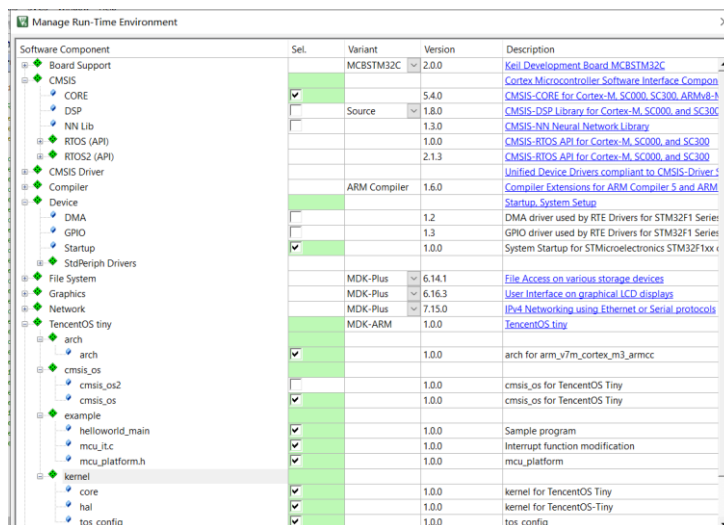 Manage Run-Time Environment
Software Component Sel. Variant Version Description
Board Support MCBSTM32C 2.0.0 Keil Development Board MCBSTM32C
CMSIS Cortex Microcontroller Software Interface Compon
CORE 5.4.0 CMSIS-CORE for Cortex-M, SC000, SC300, ARMv8-M
DSP Source 1.8.0 CMSIS-DSP Library for Cortex-M, SC000, and SC300
NN Lib 1.3.0 CMSIS-NN Neural Network Library
RTOS (API) 1.0.0 CMSIS-RTOS API for Cortex-M, SC000, and SC300
RTOS2 (API) 2.1.3 CMSIS-RTOS API for Cortex-M, SC000, and SC300
CMSIS Driver Unified Device Drivers compliant to CMSIS-Driver S
Compiler ARM Compiler 1.6.0 Compiler Extensions for ARM Compiler 5 and ARM
Device Startup, System Setup
DMA 1.2 DMA driver used by RTE Drivers for STM32F1 Series
GPIO 1.3 GPIO driver used by RTE Drivers for STM32F1 Series
Startup 1.0.0 System Startup for STMicroelectronics STM32F1xx
StdPeriph Drivers
File System MDK-Plus 6.14.1 File Access on various storage devices
Graphics MDK-Plus 6.16.3 User Interface on graphical LCD displays
Network MDK-Plus 7.15.0 IPv4 Networking using Ethernet or Serial protocols
TencentOS tiny MDK-ARM 1.0.0 TencentOS tiny
arch
arch 1.0.0 arch for arm_v7m_cortex_m3_armcc
cmsis_os
cmsis_os2 1.0.0 cmsis_os for TencentOS Tiny
cmsis_os 1.0.0 cmsis_os for TencentOS Tiny
example
helloworld_main 1.0.0 Sample program
mcu_it.c 1.0.0 Interrupt function modification
mcu_platform.h 1.0.0 mcu_platform
kernel
core 1.0.0 kernel for TencentOS Tiny
hal 1.0.0 kernel for TencentOS-Tiny
tos_config 1.0.0 tos_config